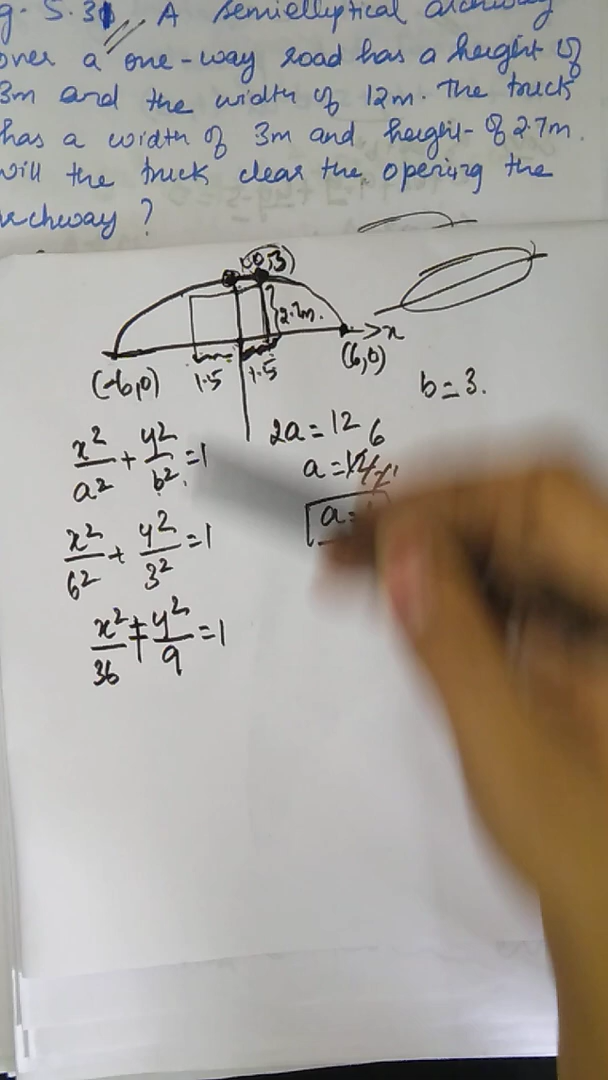 g. 5.31 A semielliptical archway
over a one-way road has a height of
3m and the width of 12m. The truck
has a width of 3m and height of 2.7m.
will the truck clear the opening the
archway ?
(0,3)
2.7m.
x
(-6,0)
1.5
1.5
(6,0)
b=3.
x²/a² + y²/b² = 1
2a = 12
6
a =
x²/6² + y²/3² = 1
a =
x²/36 + y²/9 = 1